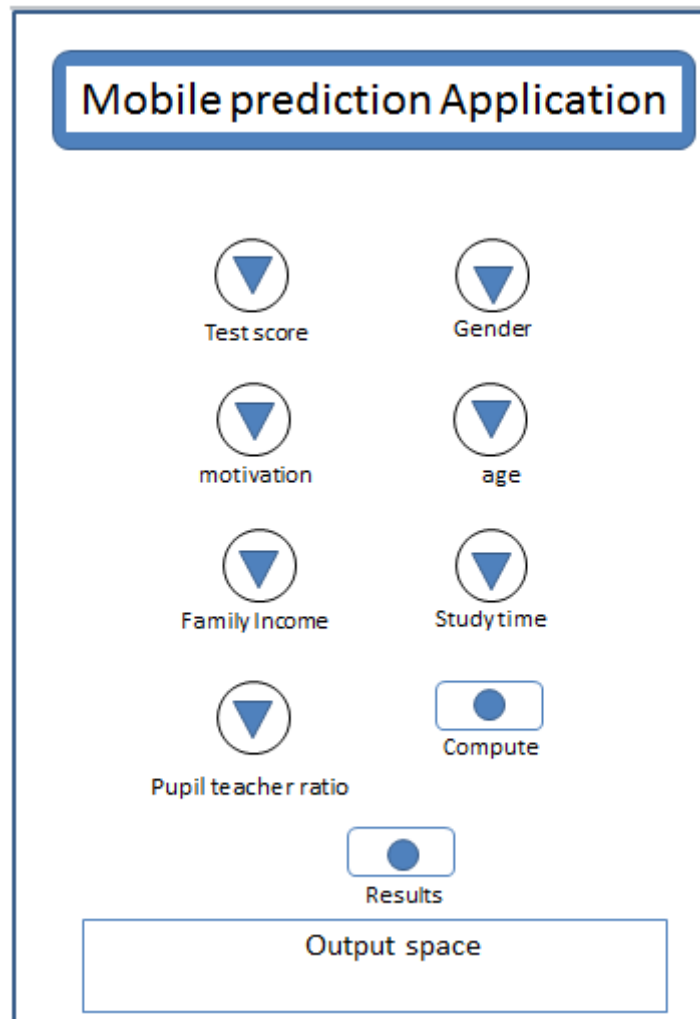 Mobile prediction Application
Test score
Gender
motivation
age
Family Income
Study time
Pupil teacher ratio
Compute
Results
Output space